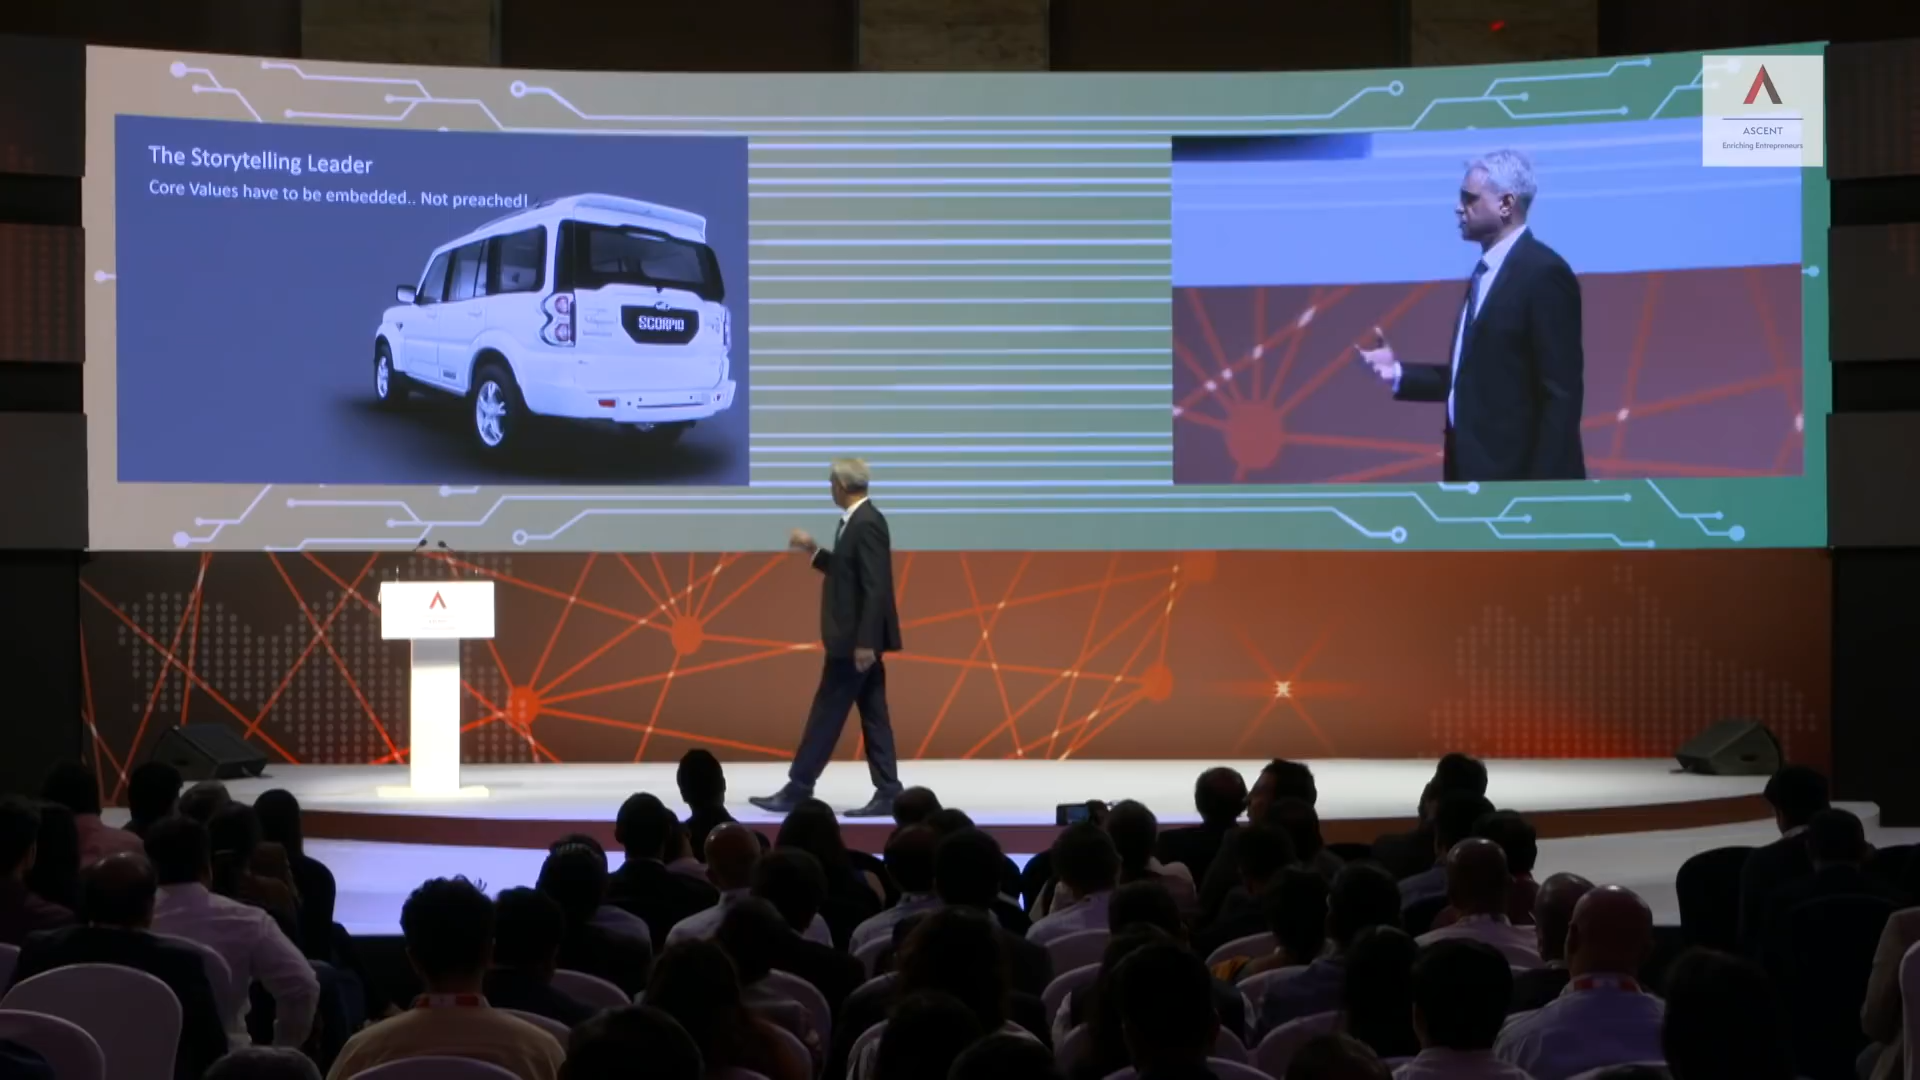 The Storytelling Leader
Core Values have to be embedded.. Not preached!
SCORPIO
ASCENT
Enriching Entrepreneurs